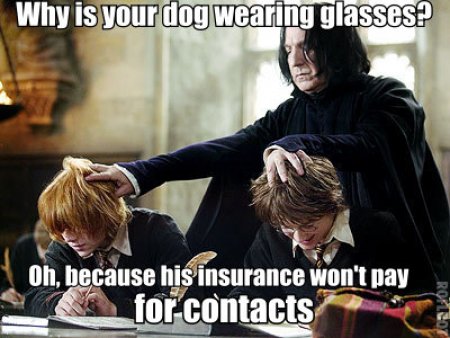 Why is your dog wearing glasses?
Oh, because his insurance won't pay
for contacts